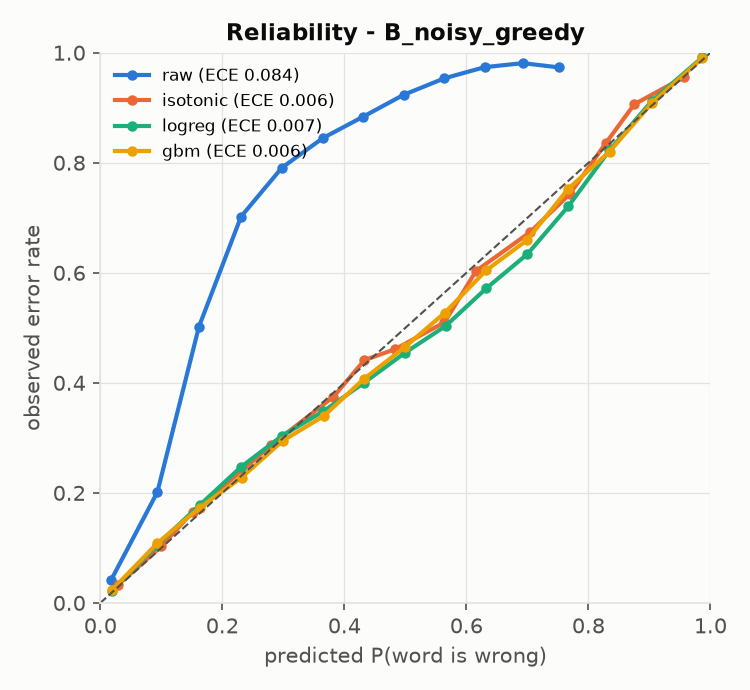 Reliability - B_noisy_greedy
raw (ECE 0.084)
isotonic (ECE 0.006)
logreg (ECE 0.007)
gbm (ECE 0.006)
observed error rate
1.0
0.8
0.6
0.4
0.2
0.0
0.0 0.2 0.4 0.6 0.8 1.0
predicted P(word is wrong)